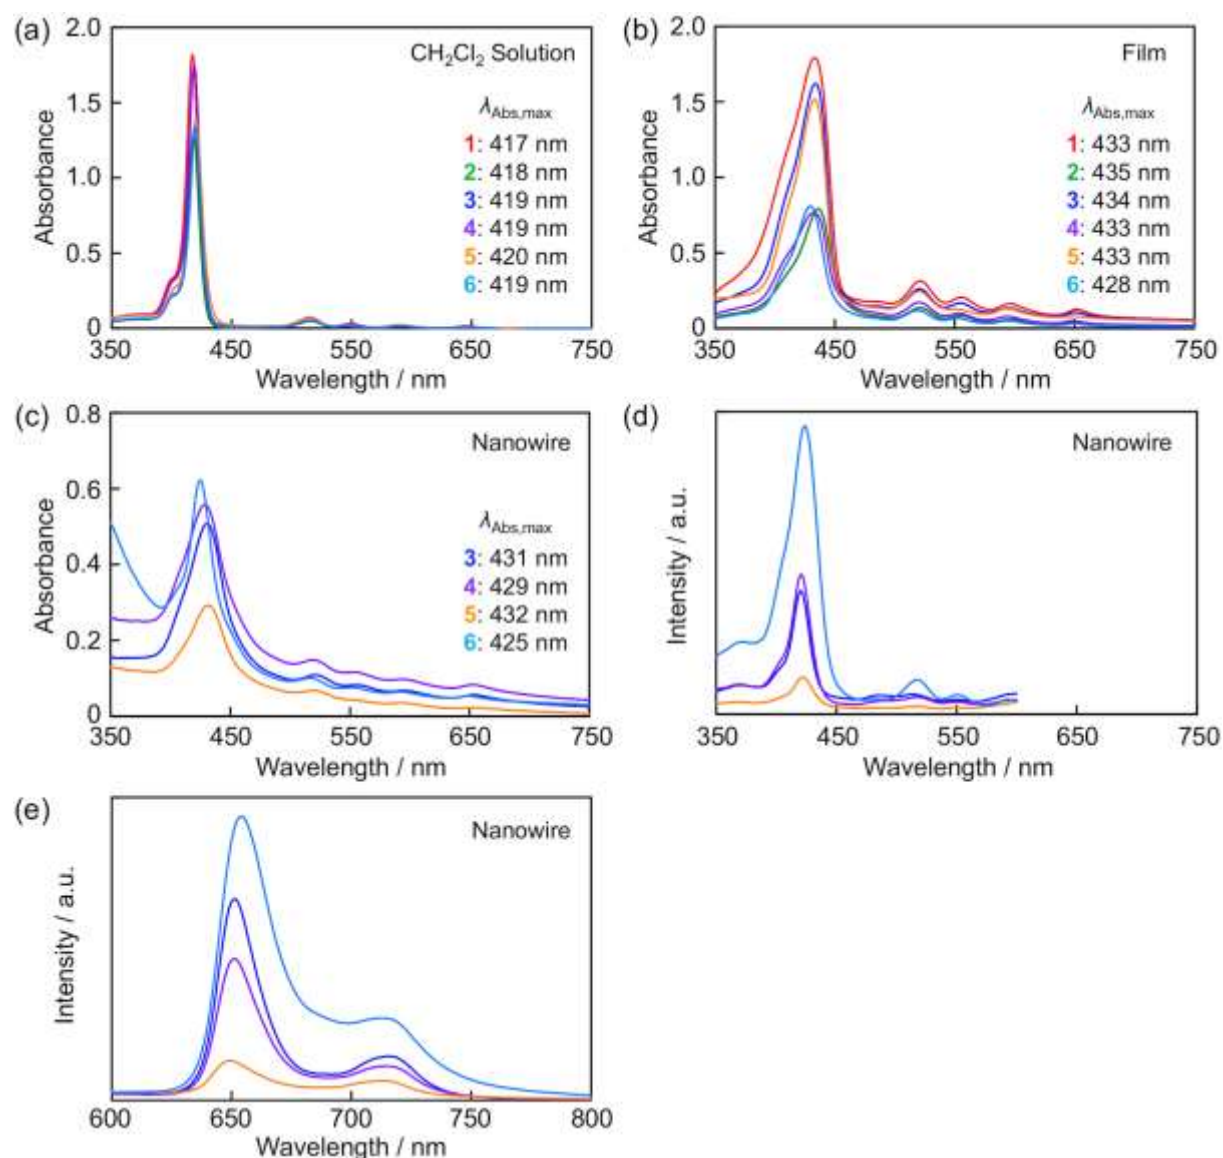 (a)
2.0
1.5
1.0
0.5
0
Absorbance
CH₂Cl₂ Solution
λAbs,max
1: 417 nm
2: 418 nm
3: 419 nm
4: 419 nm
5: 420 nm
6: 419 nm
350 450 550 650 750
Wavelength / nm
(b)
2.0
1.5
1.0
0.5
0
Absorbance
Film
λAbs,max
1: 433 nm
2: 435 nm
3: 434 nm
4: 433 nm
5: 433 nm
6: 428 nm
350 450 550 650 750
Wavelength / nm
(c)
0.8
0.6
0.4
0.2
0
Absorbance
Nanowire
λAbs,max
3: 431 nm
4: 429 nm
5: 432 nm
6: 425 nm
350 450 550 650 750
Wavelength / nm
(d)
Intensity / a.u.
Nanowire
350 450 550 650 750
Wavelength / nm
(e)
Intensity / a.u.
Nanowire
600 650 700 750 800
Wavelength / nm